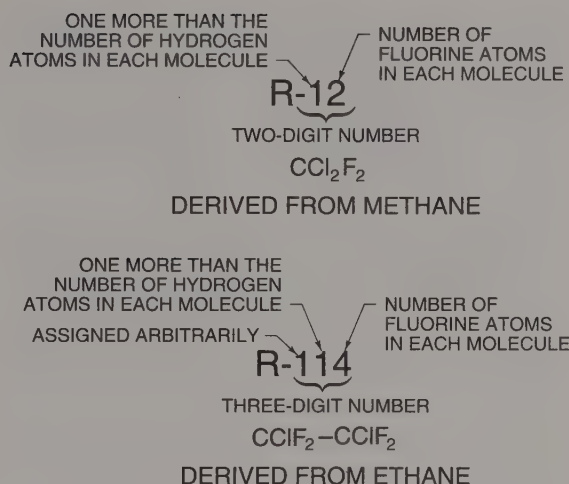 ONE MORE THAN THE
NUMBER OF HYDROGEN
ATOMS IN EACH MOLECULE
NUMBER OF
FLUORINE ATOMS
IN EACH MOLECULE
R-12
TWO-DIGIT NUMBER
CCl₂F₂
DERIVED FROM METHANE
ONE MORE THAN THE
NUMBER OF HYDROGEN
ATOMS IN EACH MOLECULE
ASSIGNED ARBITRARILY
NUMBER OF
FLUORINE ATOMS
IN EACH MOLECULE
R-114
THREE-DIGIT NUMBER
CClF₂–CClF₂
DERIVED FROM ETHANE